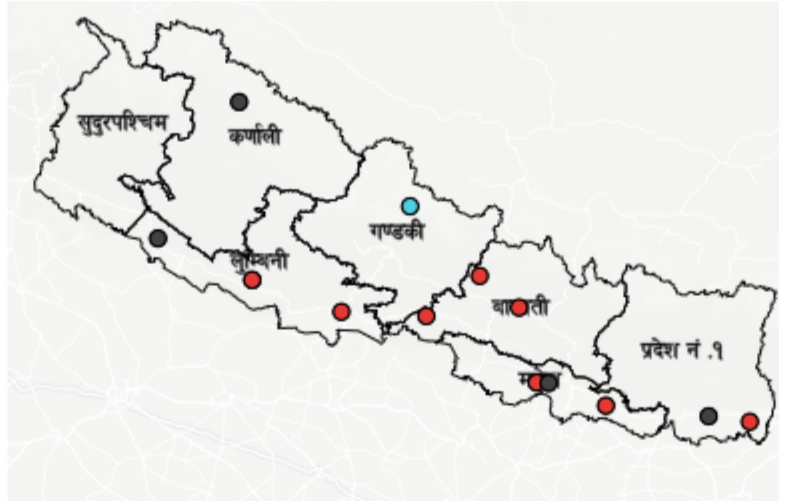 सुदुरपश्चिम
कर्णाली
गण्डकी
लुम्बिनी
प्रदेश नं .१